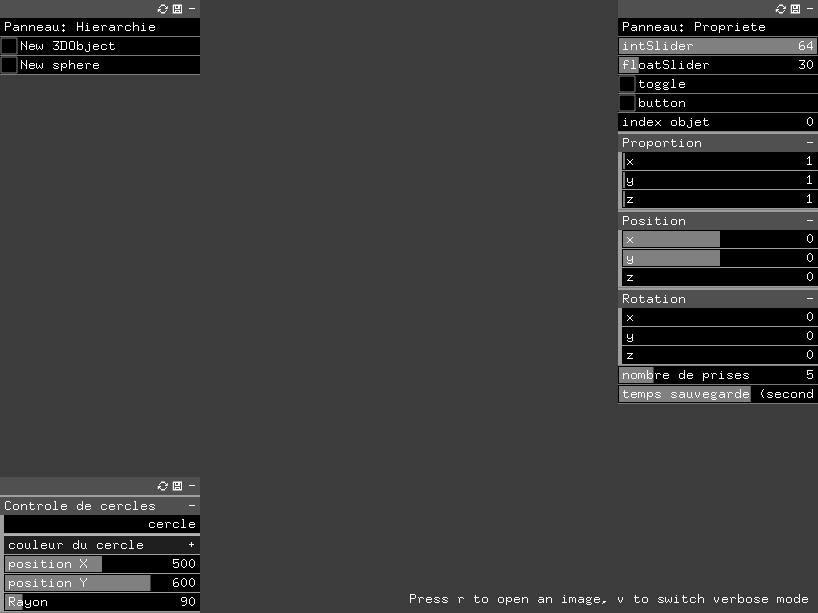 Panneau: Hierarchie
New 3DObject
New sphere
Panneau: Propriete
intSlider 64
floatSlider 30
toggle
button
index objet 0
Proportion -
x 1
y 1
z 1
Position -
x 0
y 0
z 0
Rotation -
x 0
y 0
z 0
nombre de prises 5
temps sauvegarde (second
Controle de cercles -
cercle
couleur du cercle +
position X 500
position Y 600
Rayon 90
Press r to open an image, v to switch verbose mode